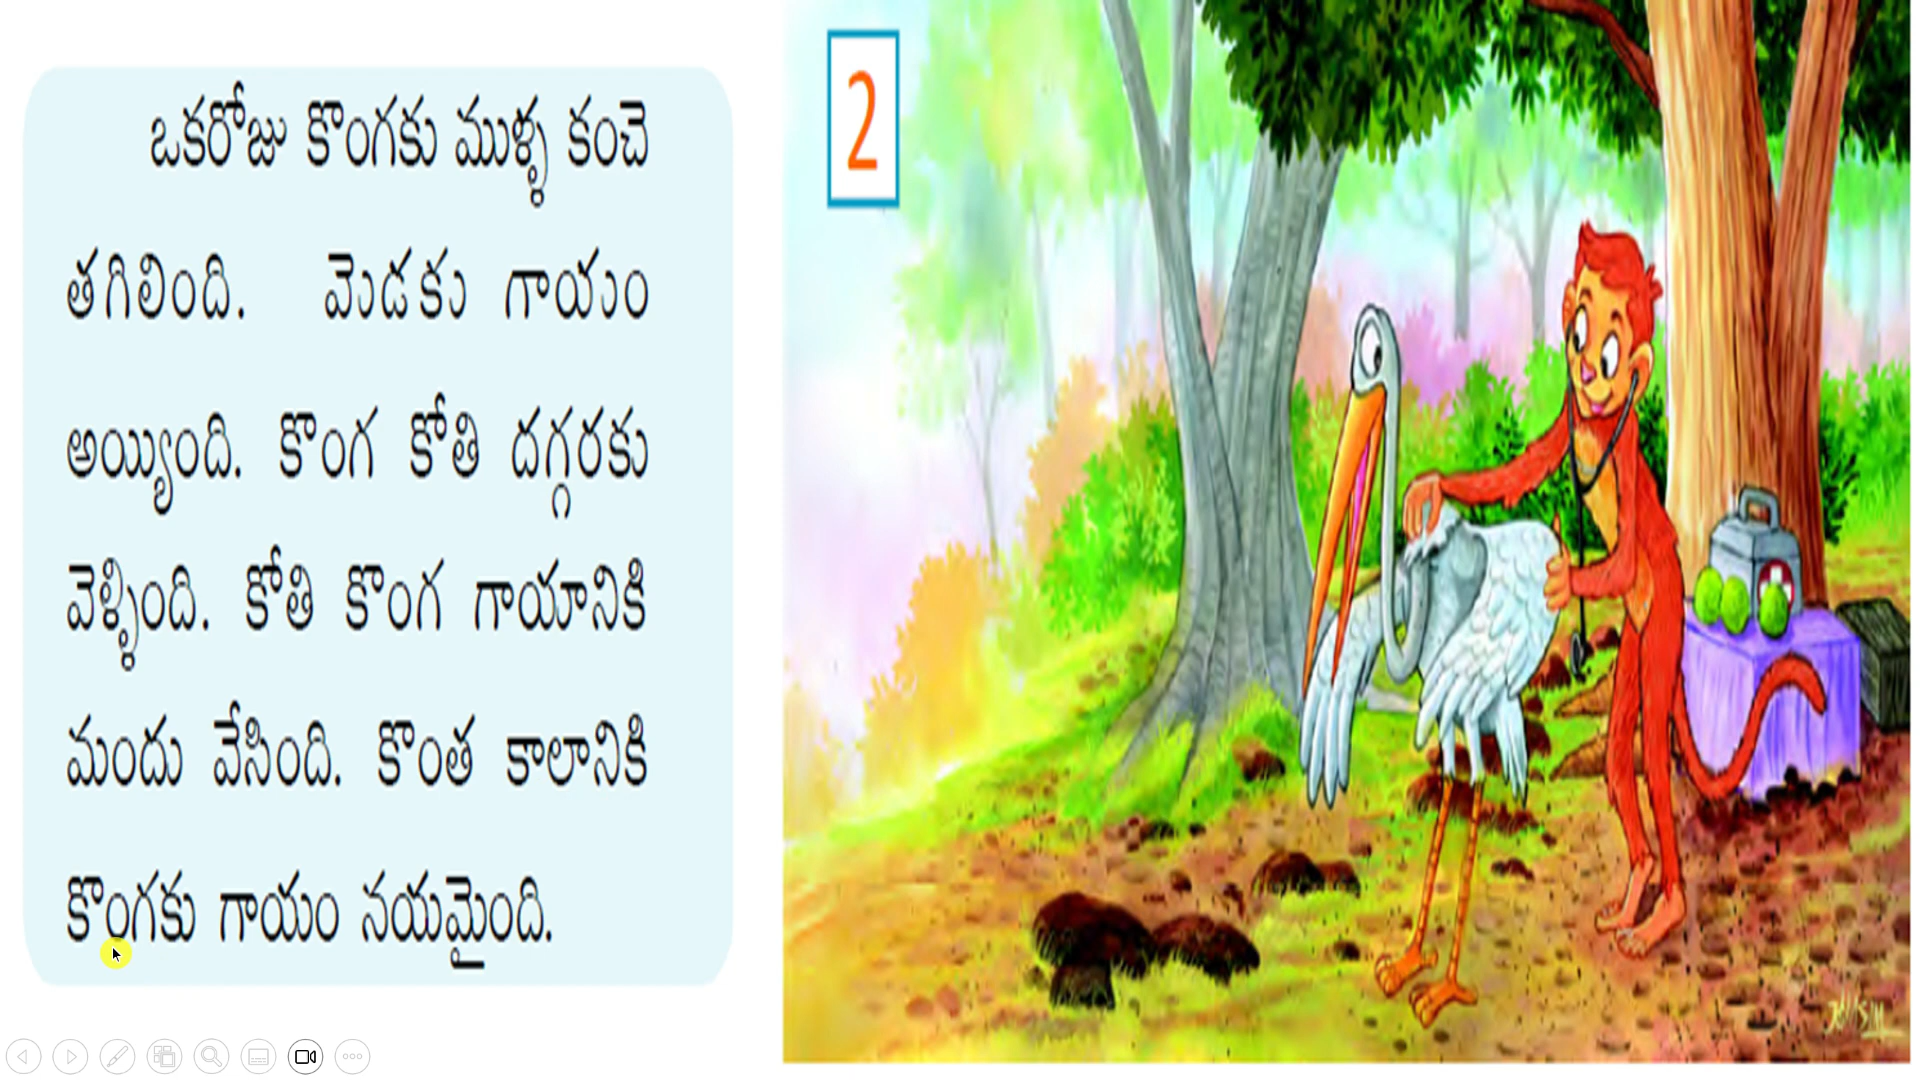 ఒకరోజు కొంగకు ముళ్ళ కంచె
తగిలింది. మెడకు గాయం
అయ్యింది. కొంగ కోతి దగ్గరకు
వెళ్ళింది. కోతి కొంగ గాయానికి
మందు వేసింది. కొంత కాలానికి
కొంగకు గాయం నయమైంది.
2